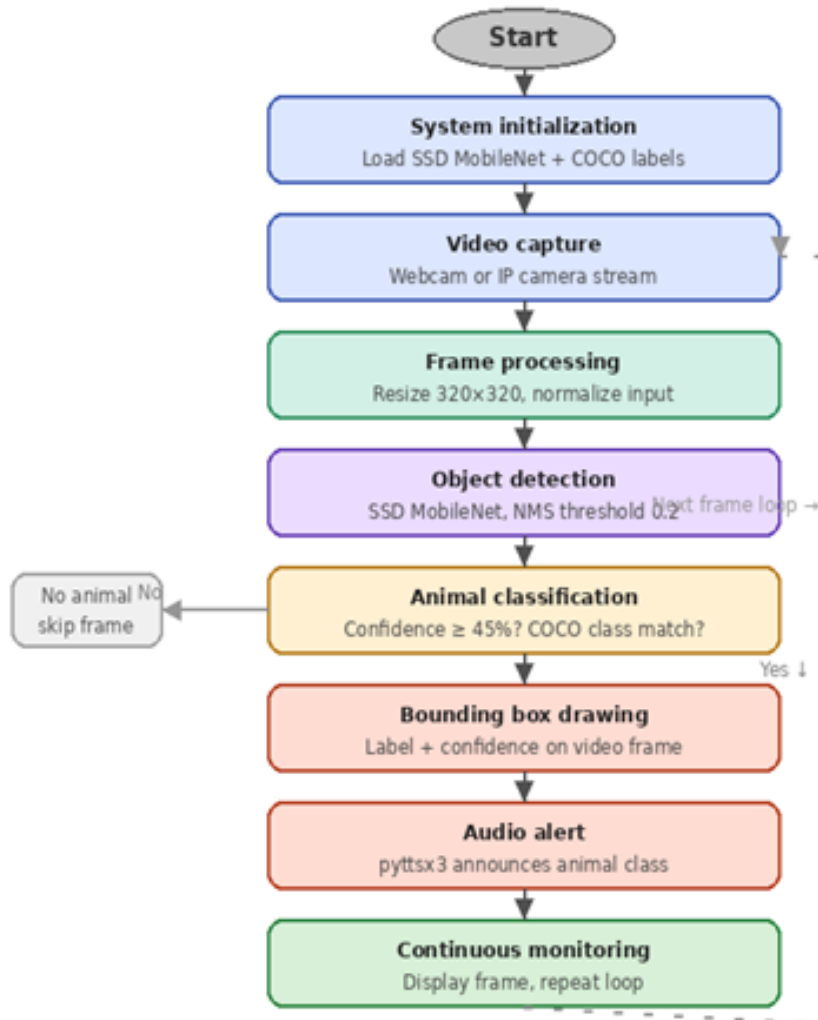 Start
System initialization
Load SSD MobileNet + COCO labels
Video capture
Webcam or IP camera stream
Frame processing
Resize 320×320, normalize input
Object detection
SSD MobileNet, NMS threshold 0.2
Next frame loop →
Animal classification
Confidence ≥ 45%? COCO class match?
No
No animal
skip frame
Yes ↓
Bounding box drawing
Label + confidence on video frame
Audio alert
pyttsx3 announces animal class
Continuous monitoring
Display frame, repeat loop